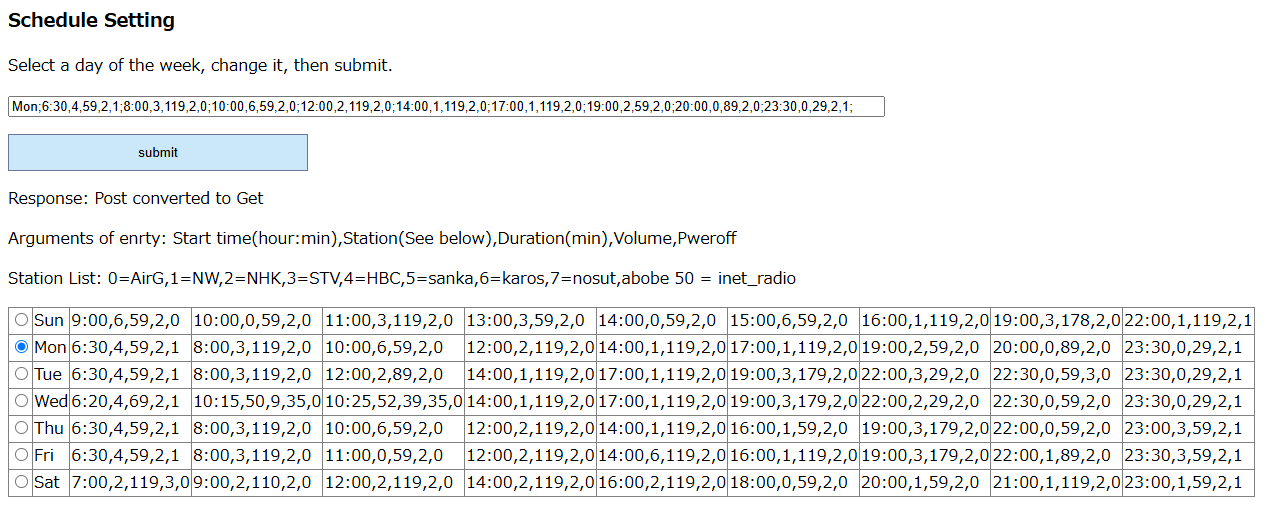 Schedule Setting
Select a day of the week, change it, then submit.
Mon;6:30,4,59,2,1;8:00,3,119,2,0;10:00,6,59,2,0;12:00,2,119,2,0;14:00,1,119,2,0;17:00,1,119,2,0;19:00,2,59,2,0;20:00,0,89,2,0;23:30,0,29,2,1;
submit
Response: Post converted to Get
Arguments of enrty: Start time(hour:min),Station(See below),Duration(min),Volume,Pweroff
Station List: 0=AirG,1=NW,2=NHK,3=STV,4=HBC,5=sanka,6=karos,7=nosut,abobe 50 = inet_radio
Sun 9:00,6,59,2,0 10:00,0,59,2,0 11:00,3,119,2,0 13:00,3,59,2,0 14:00,0,59,2,0 15:00,6,59,2,0 16:00,1,119,2,0 19:00,3,178,2,0 22:00,1,119,2,1
Mon 6:30,4,59,2,1 8:00,3,119,2,0 10:00,6,59,2,0 12:00,2,119,2,0 14:00,1,119,2,0 17:00,1,119,2,0 19:00,2,59,2,0 20:00,0,89,2,0 23:30,0,29,2,1
Tue 6:30,4,59,2,1 8:00,3,119,2,0 12:00,2,89,2,0 14:00,1,119,2,0 17:00,1,119,2,0 19:00,3,179,2,0 22:00,3,29,2,0 22:30,0,59,3,0 23:30,0,29,2,1
Wed 6:20,4,69,2,1 10:15,50,9,35,0 10:25,52,39,35,0 14:00,1,119,2,0 17:00,1,119,2,0 19:00,3,179,2,0 22:00,2,29,2,0 22:30,0,59,2,0 23:30,0,29,2,1
Thu 6:30,4,59,2,1 8:00,3,119,2,0 10:00,6,59,2,0 12:00,2,119,2,0 14:00,1,119,2,0 16:00,1,59,2,0 19:00,3,179,2,0 22:00,0,59,2,0 23:00,3,59,2,1
Fri 6:30,4,59,2,1 8:00,3,119,2,0 11:00,0,59,2,0 12:00,2,119,2,0 14:00,6,119,2,0 16:00,1,119,2,0 19:00,3,179,2,0 22:00,1,89,2,0 23:30,3,59,2,1
Sat 7:00,2,119,3,0 9:00,2,110,2,0 12:00,2,119,2,0 14:00,2,119,2,0 16:00,2,119,2,0 18:00,0,59,2,0 20:00,1,59,2,0 21:00,1,119,2,0 23:00,1,59,2,1